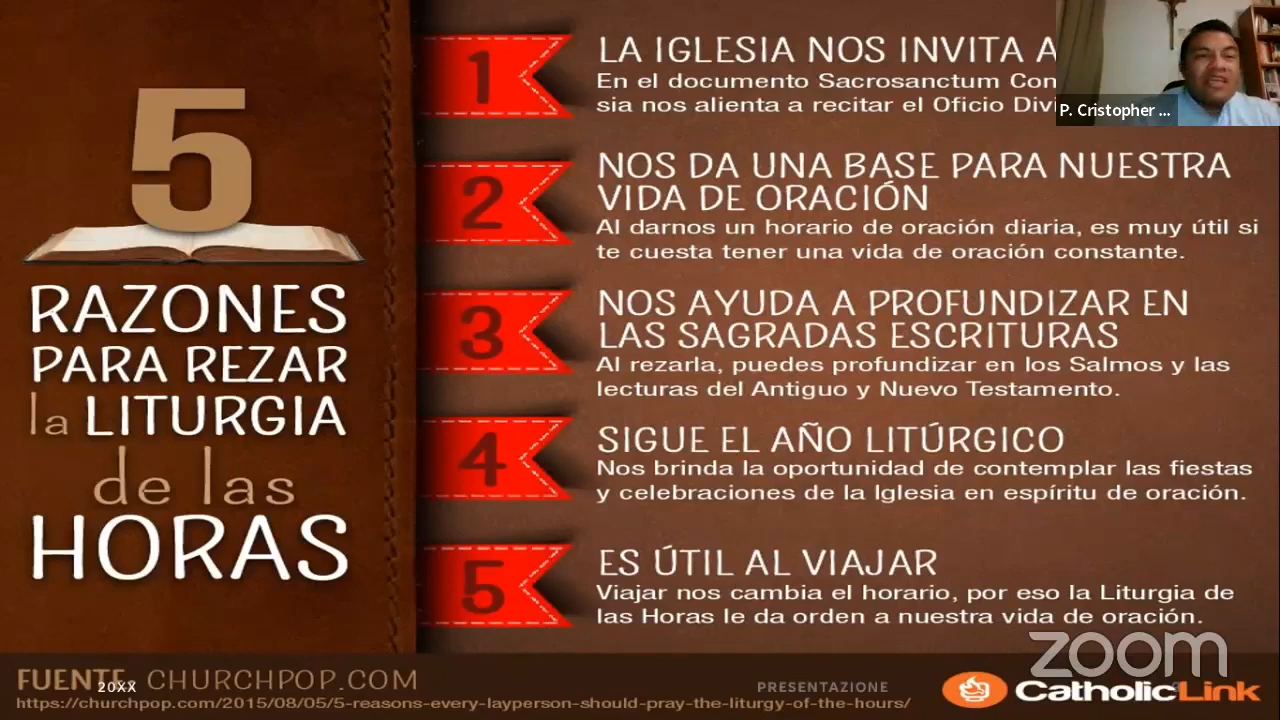 5
RAZONES
PARA REZAR
la LITURGIA
de las
HORAS
1
LA IGLESIA NOS INVITA A
En el documento Sacrosanctum Con
sia nos alienta a recitar el Oficio Div
P. Cristopher ...
2
NOS DA UNA BASE PARA NUESTRA
VIDA DE ORACIÓN
Al darnos un horario de oración diaria, es muy útil si
te cuesta tener una vida de oración constante.
3
NOS AYUDA A PROFUNDIZAR EN
LAS SAGRADAS ESCRITURAS
Al rezarla, puedes profundizar en los Salmos y las
lecturas del Antiguo y Nuevo Testamento.
4
SIGUE EL AÑO LITÚRGICO
Nos brinda la oportunidad de contemplar las fiestas
y celebraciones de la Iglesia en espíritu de oración.
5
ES ÚTIL AL VIAJAR
Viajar nos cambia el horario, por eso la Liturgia de
las Horas le da orden a nuestra vida de oración.
zoom
FUENTE: CHURCHPOP.COM
20XX
PRESENTAZIONE
CatholicLink
https://churchpop.com/2015/08/05/5-reasons-every-layperson-should-pray-the-liturgy-of-the-hours/